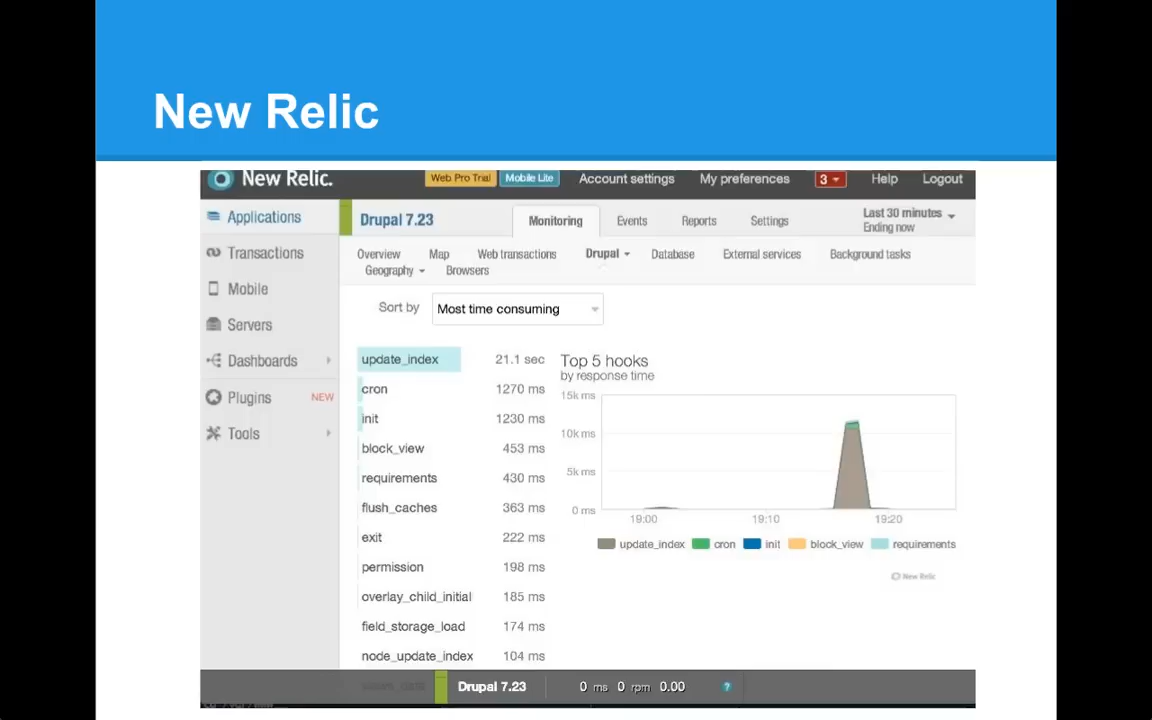 New Relic
New Relic.
Web Pro Trial
Mobile Lite
Account settings
My preferences
3
Help
Logout
Applications
Transactions
Mobile
Servers
Dashboards
Plugins NEW
Tools
Drupal 7.23
Monitoring
Events
Reports
Settings
Last 30 minutes
Ending now
Overview Map Web transactions Drupal Database External services Background tasks
Geography Browsers
Sort by Most time consuming
update_index 21.1 sec
cron 1270 ms
init 1230 ms
block_view 453 ms
requirements 430 ms
flush_caches 363 ms
exit 222 ms
permission 198 ms
overlay_child_initial 185 ms
field_storage_load 174 ms
node_update_index 104 ms
Top 5 hooks
by response time
15k ms
10k ms
5k ms
0 ms
19:00 19:10 19:20
update_index cron init block_view requirements
New Relic
Drupal 7.23 0 ms 0 rpm 0.00 ?